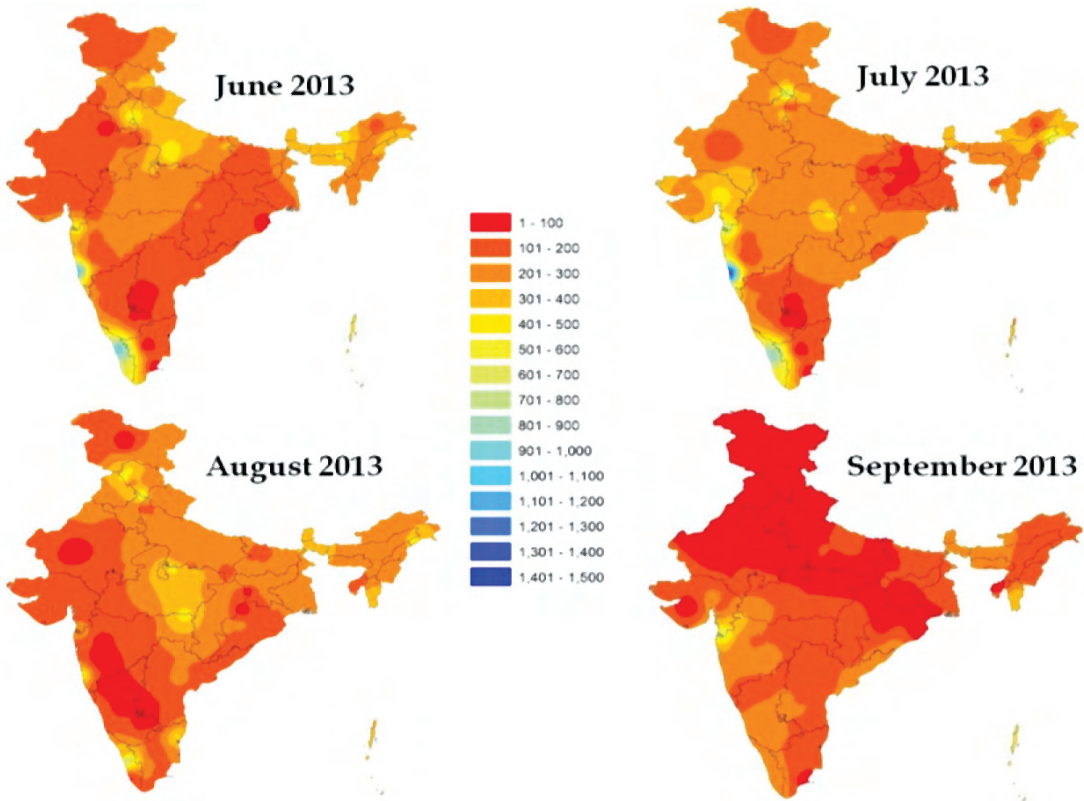 June 2013
July 2013
1 - 100
101 - 200
201 - 300
301 - 400
401 - 500
501 - 600
601 - 700
701 - 800
801 - 900
901 - 1,000
1,001 - 1,100
1,101 - 1,200
1,201 - 1,300
1,301 - 1,400
1,401 - 1,500
August 2013
September 2013